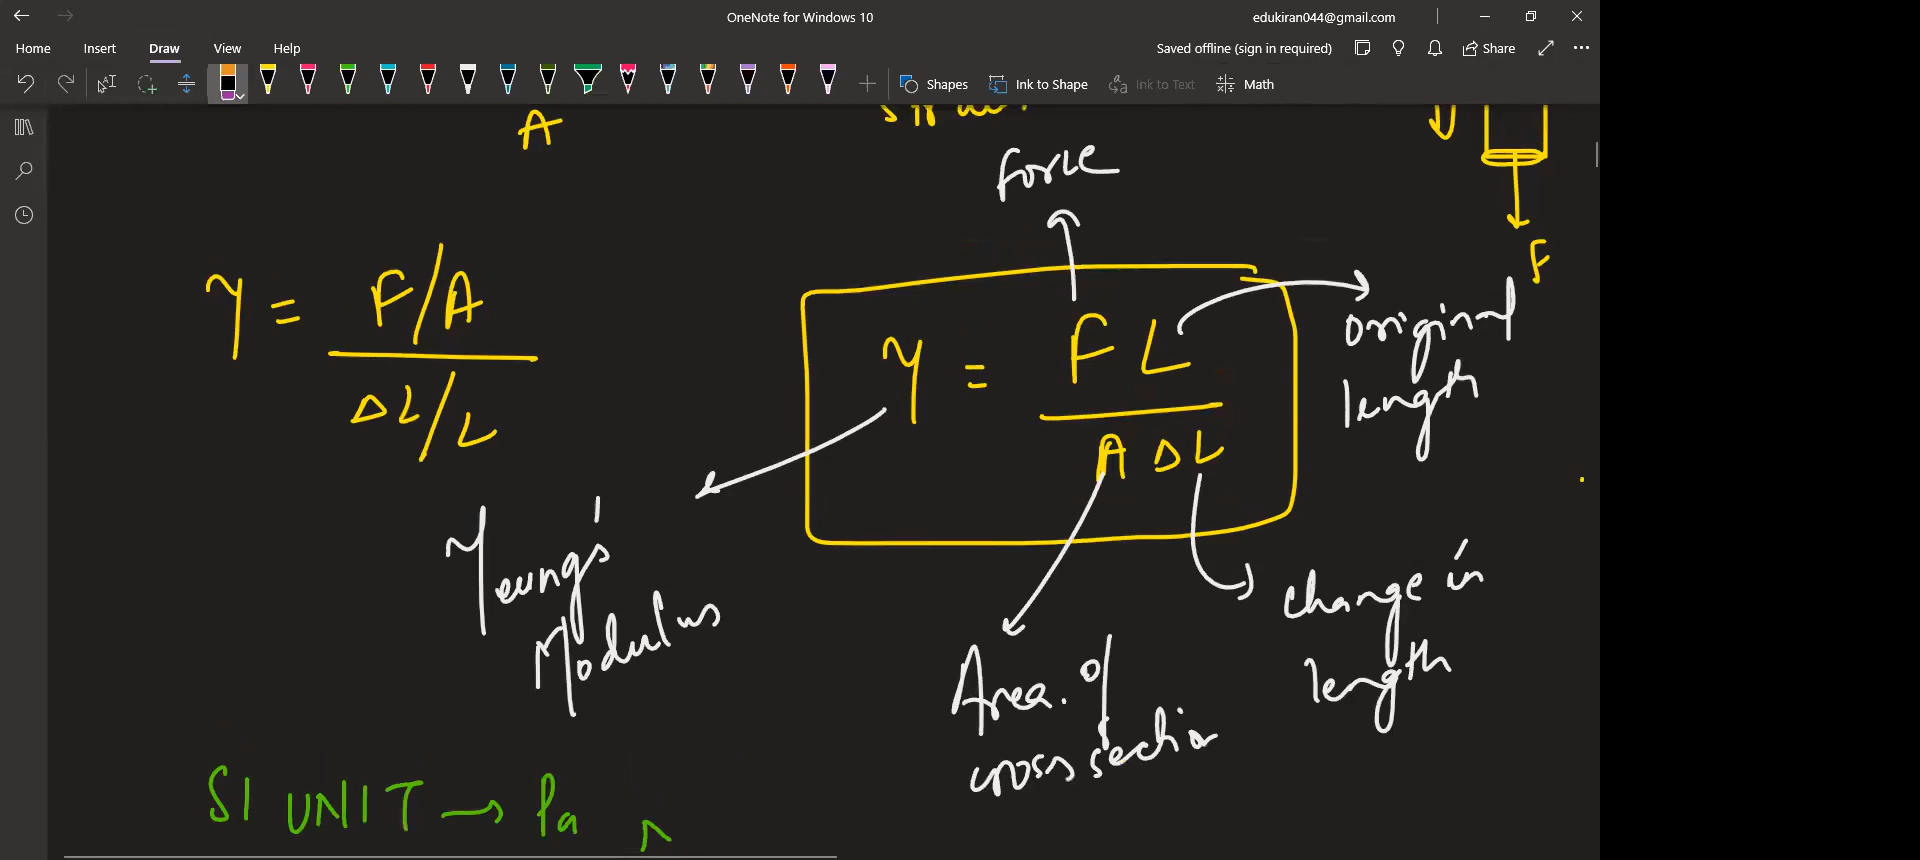 OneNote for Windows 10
edukiran044@gmail.com
Home Insert Draw View Help
Saved offline (sign in required) Share
Shapes Ink to Shape Ink to Text Math
A
Force
F
Y = F/A
ΔL/L
Y = F L
A ΔL
original
length
Young's
Modulus
change in
length
Area. of
cross section
SI UNIT → Pa